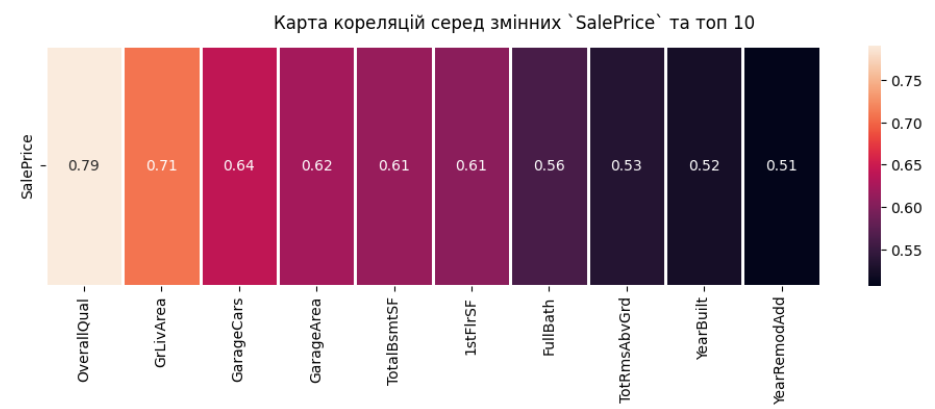 Карта кореляцій серед змінних `SalePrice` та топ 10
SalePrice
0.79 0.71 0.64 0.62 0.61 0.61 0.56 0.53 0.52 0.51
OverallQual
GrLivArea
GarageCars
GarageArea
TotalBsmtSF
1stFlrSF
FullBath
TotRmsAbvGrd
YearBuilt
YearRemodAdd
0.75
0.70
0.65
0.60
0.55